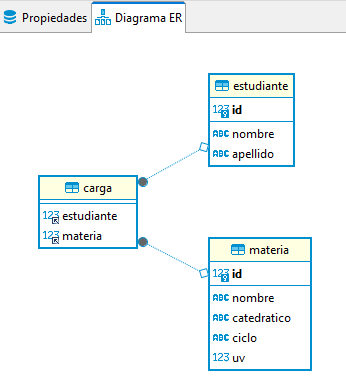 Propiedades
Diagrama ER
estudiante
123 id
ABC nombre
ABC apellido
carga
123 estudiante
123 materia
materia
123 id
ABC nombre
ABC catedratico
ABC ciclo
123 uv